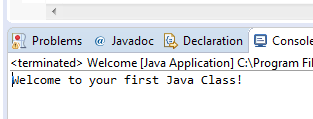 Problems @ Javadoc Declaration Console
<terminated> Welcome [Java Application] C:\Program Fil
Welcome to your first Java Class!